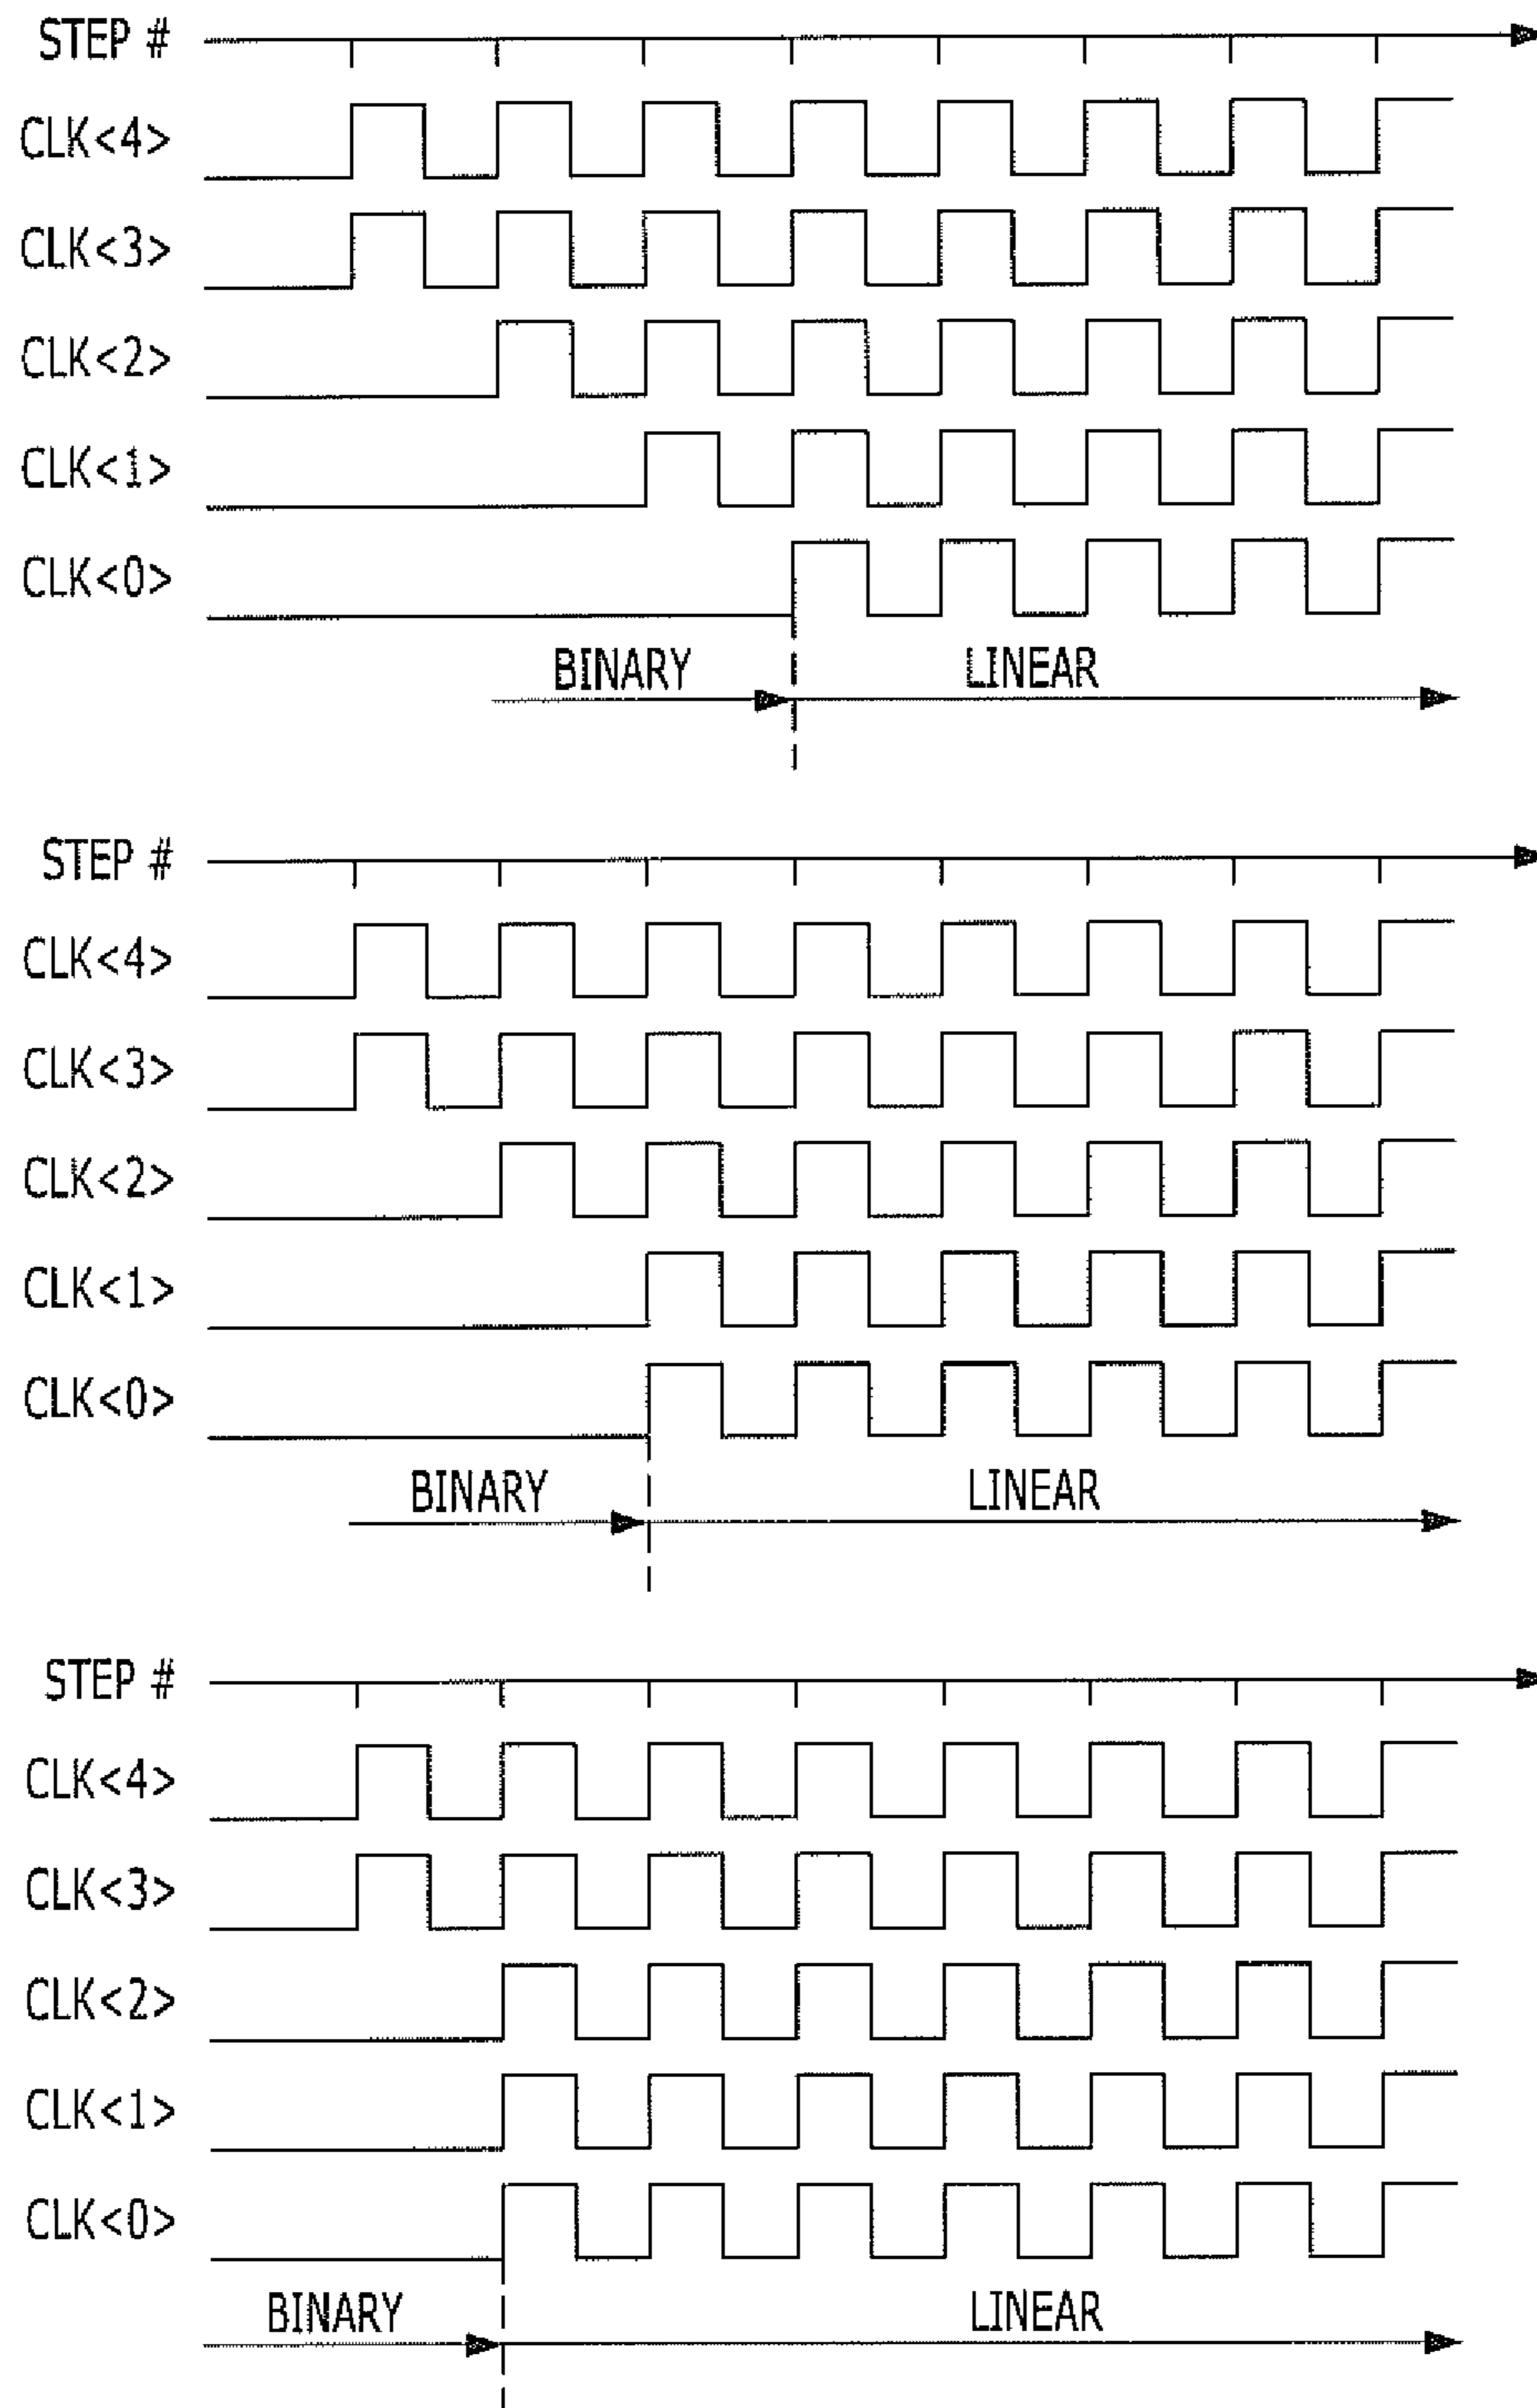 STEP #
CLK<4>
CLK<3>
CLK<2>
CLK<1>
CLK<0>
BINARY LINEAR
STEP #
CLK<4>
CLK<3>
CLK<2>
CLK<1>
CLK<0>
BINARY LINEAR
STEP #
CLK<4>
CLK<3>
CLK<2>
CLK<1>
CLK<0>
BINARY LINEAR